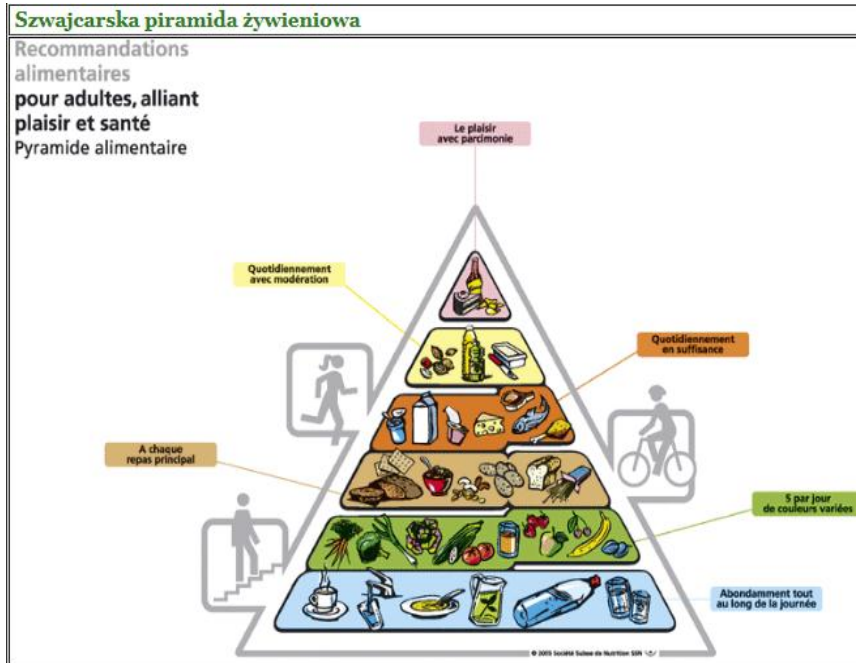 Szwajcarska piramida żywieniowa
Recommandations
alimentaires
pour adultes, alliant
plaisir et santé
Pyramide alimentaire
Le plaisir
avec parcimonie
Quotidiennement
avec modération
Quotidiennement
en suffisance
A chaque
repas principal
5 par jour
de couleurs variées
Abondamment tout
au long de la journée
© 2005 Société Suisse de Nutrition SSN